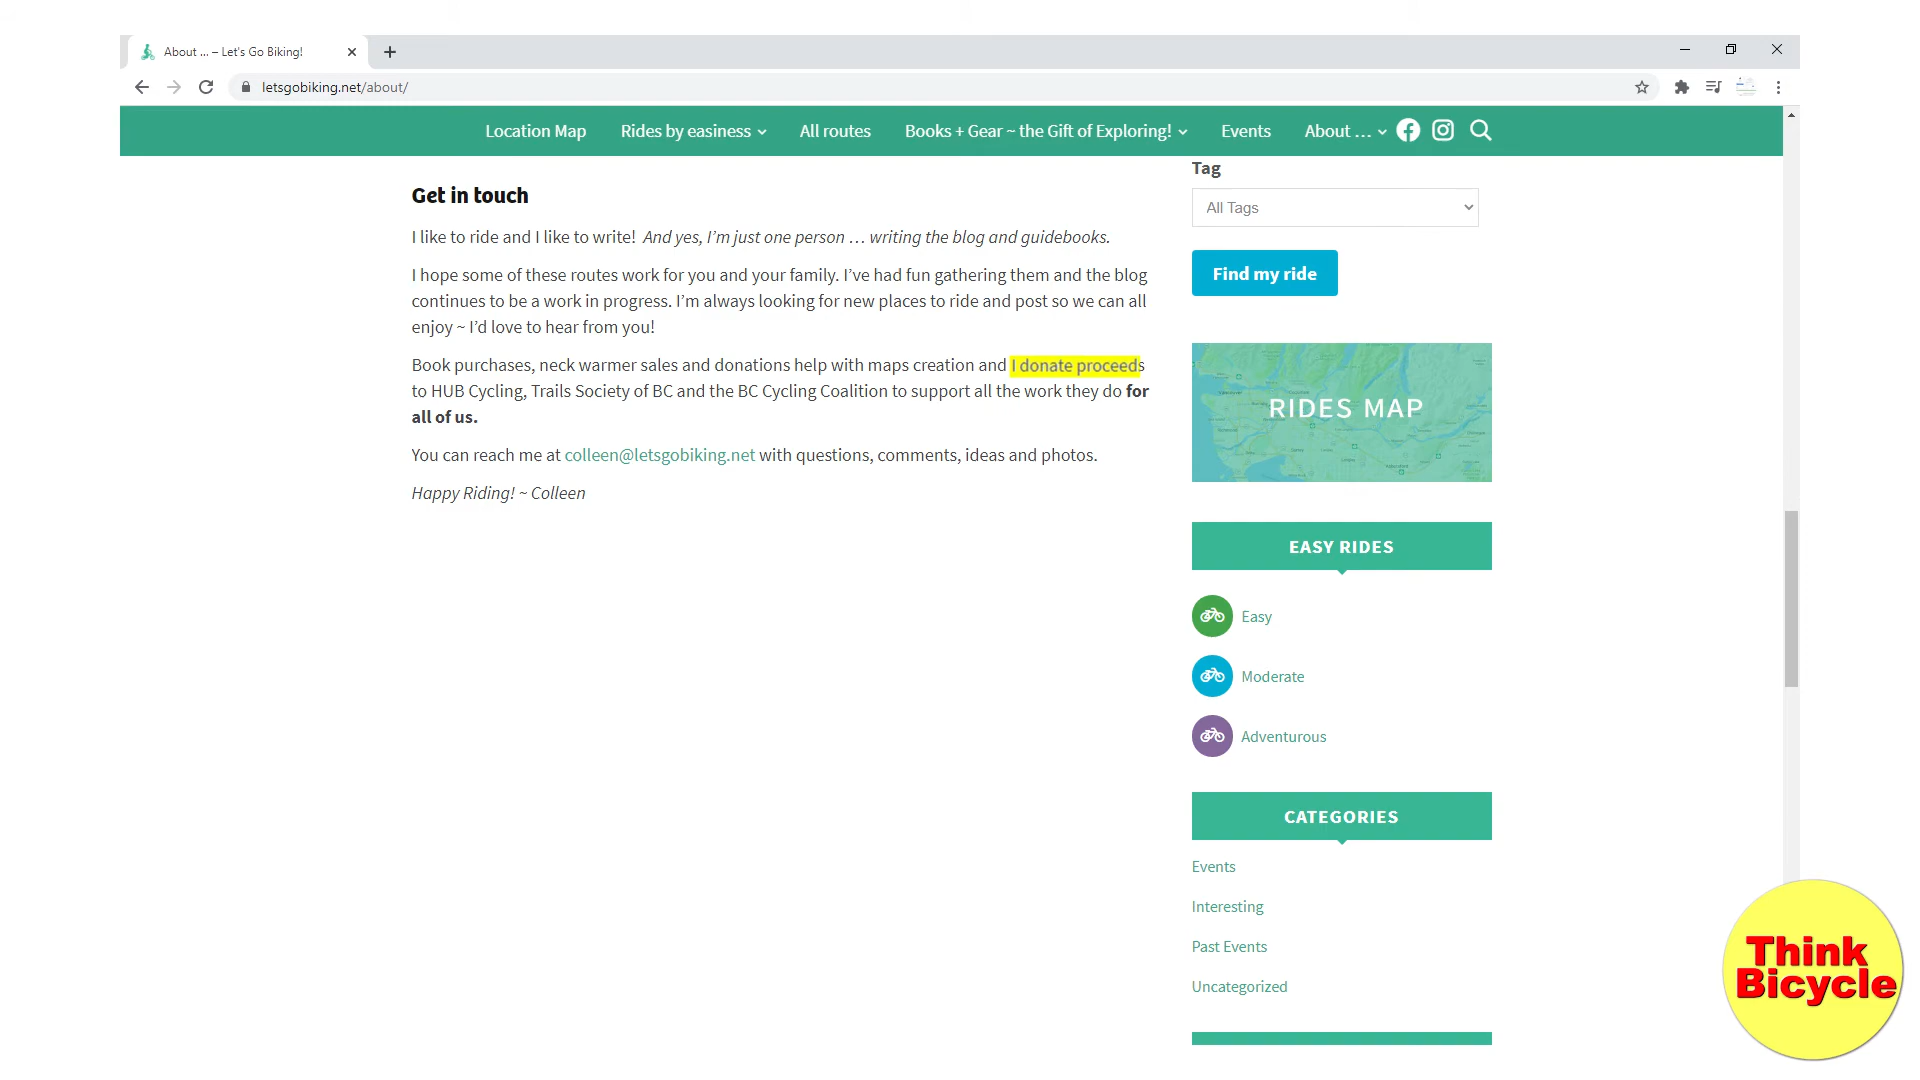 About ... – Let's Go Biking!
letsgobiking.net/about/
Location Map Rides by easiness All routes Books + Gear ~ the Gift of Exploring! Events About …
Get in touch
I like to ride and I like to write! And yes, I’m just one person … writing the blog and guidebooks.
I hope some of these routes work for you and your family. I’ve had fun gathering them and the blog
continues to be a work in progress. I’m always looking for new places to ride and post so we can all
enjoy ~ I’d love to hear from you!
Book purchases, neck warmer sales and donations help with maps creation and I donate proceeds
to HUB Cycling, Trails Society of BC and the BC Cycling Coalition to support all the work they do for
all of us.
You can reach me at colleen@letsgobiking.net with questions, comments, ideas and photos.
Happy Riding! ~ Colleen
Tag
All Tags
Find my ride
RIDES MAP
EASY RIDES
Easy
Moderate
Adventurous
CATEGORIES
Events
Interesting
Past Events
Uncategorized
Think
Bicycle